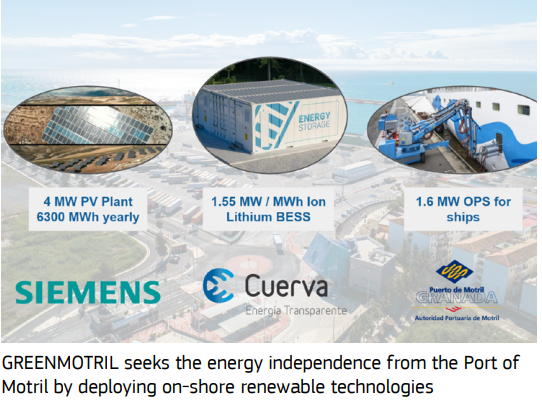 ENERGY
STORAGE
4 MW PV Plant
6300 MWh yearly
1.55 MW / MWh Ion
Lithium BESS
1.6 MW OPS for
ships
SIEMENS
Cuerva
Energía Transparente
Puerto de Motril
GRANADA
Autoridad Portuaria de Motril
GREENMOTRIL seeks the energy independence from the Port of
Motril by deploying on-shore renewable technologies